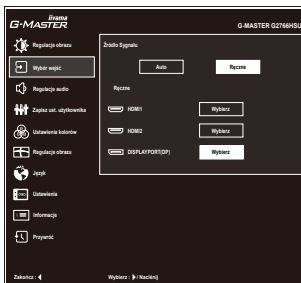 iiyama
G-MASTER
G-MASTER G2766HSU
Regulacje obrazu
Wybór wejść
Regulacje audio
Zapisz ust. użytkownika
Ustawienia kolorów
Regulacje obrazu
Język
Ustawienia
Informacje
Przywróć
Źródło Sygnału
Auto
Ręczne
Ręczne
HDMI1 Wybierz
HDMI2 Wybierz
DISPLAYPORT(DP) Wybierz
Zakończ :
Wybierz : / Naciśnij